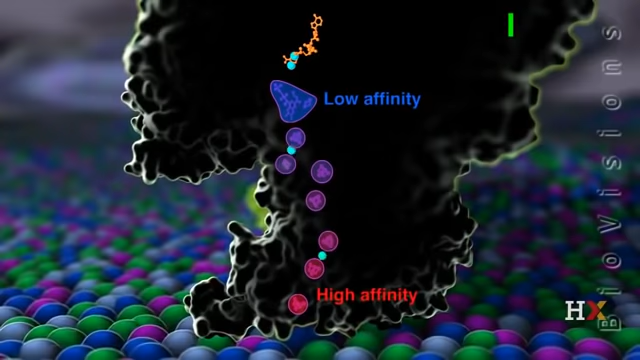 I
Low affinity
High affinity
BioVisions
HX